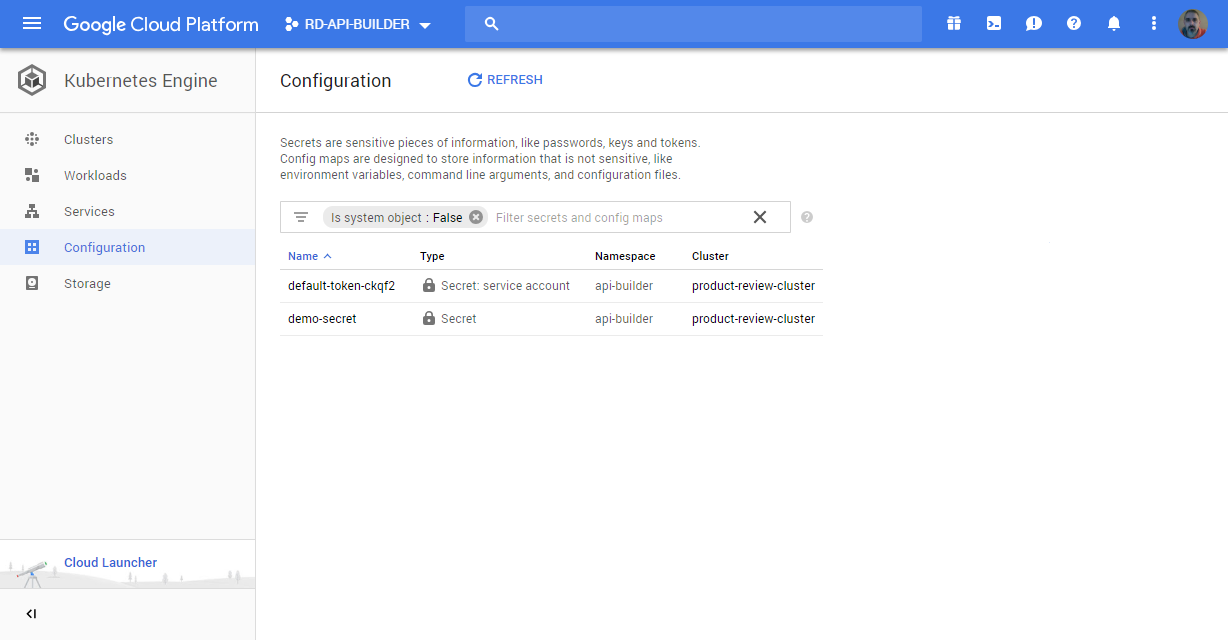 Google Cloud Platform
RD-API-BUILDER
Kubernetes Engine
Configuration
REFRESH
Clusters
Workloads
Services
Configuration
Storage
Secrets are sensitive pieces of information, like passwords, keys and tokens.
Config maps are designed to store information that is not sensitive, like
environment variables, command line arguments, and configuration files.
Is system object : False Filter secrets and config maps
Name Type Namespace Cluster
default-token-ckqf2 Secret: service account api-builder product-review-cluster
demo-secret Secret api-builder product-review-cluster
Cloud Launcher